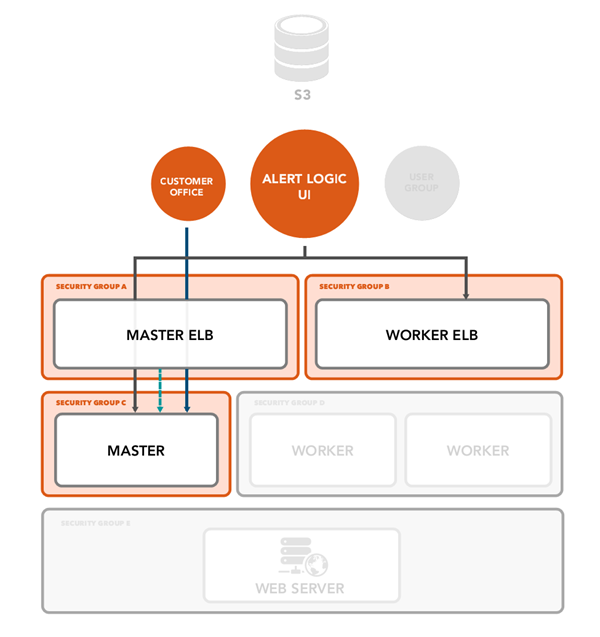 S3
CUSTOMER
OFFICE
ALERT LOGIC
UI
USER
GROUP
SECURITY GROUP A
SECURITY GROUP B
MASTER ELB
WORKER ELB
SECURITY GROUP C
SECURITY GROUP D
MASTER
WORKER
WORKER
SECURITY GROUP E
WEB SERVER